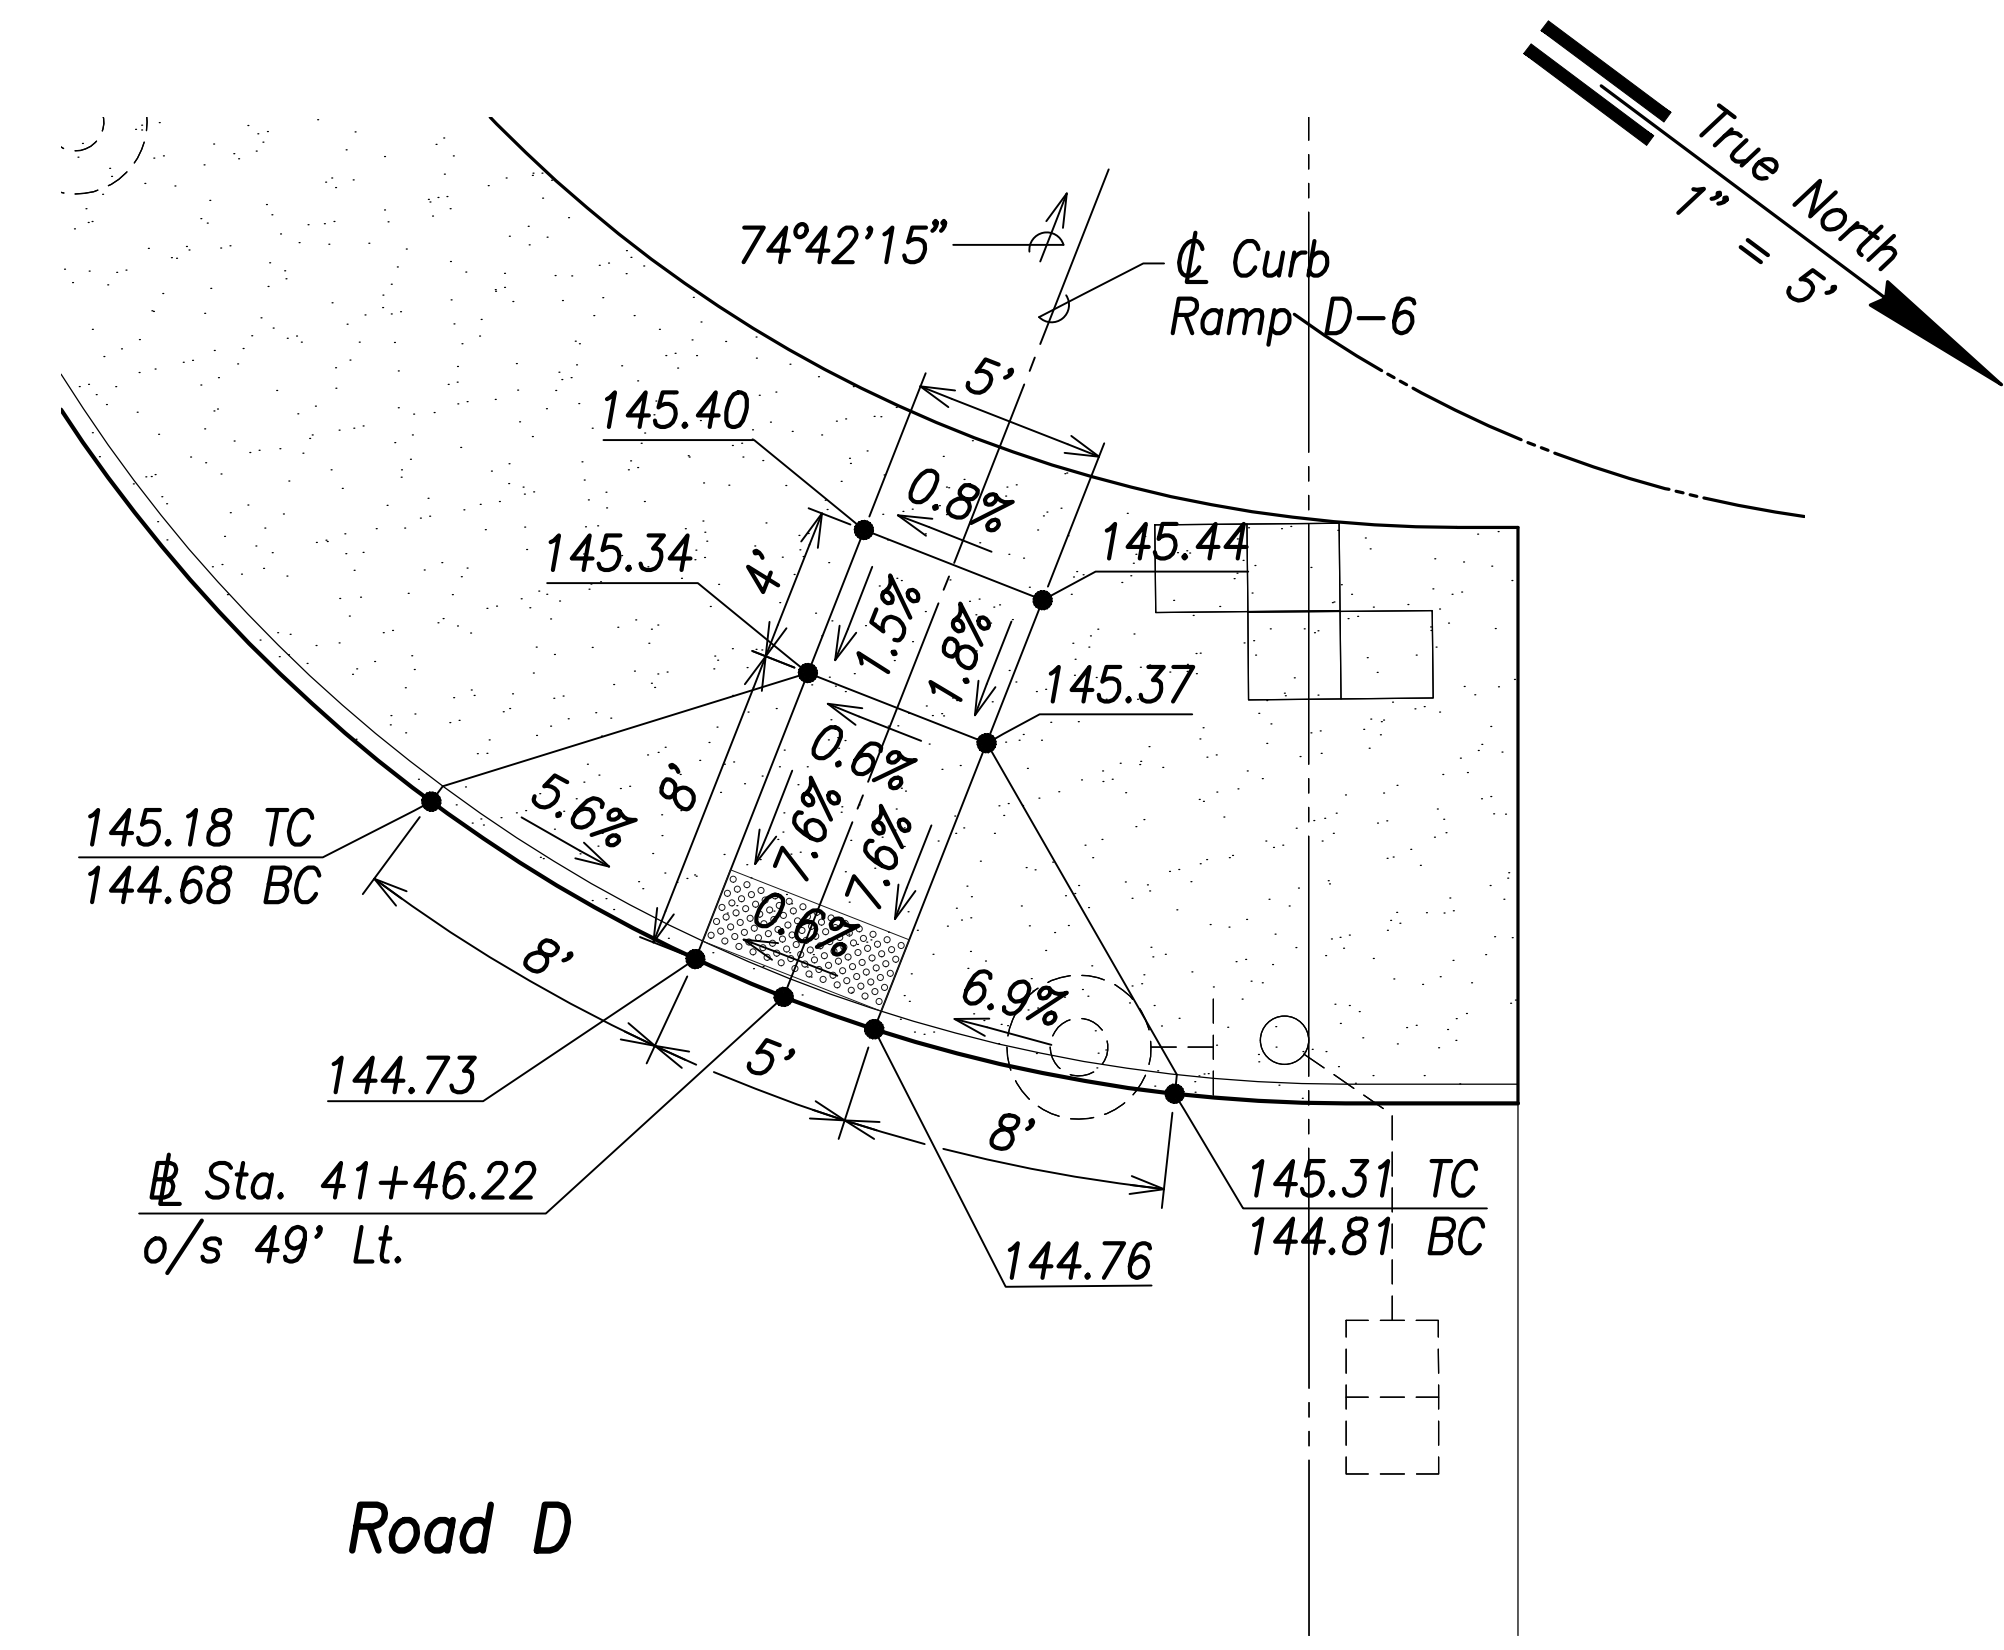 True North
1” = 5’
74°42’15”
℄ Curb
Ramp D-6
5’
145.40
0.8%
145.34
4’
145.44
1.5%
1.8%
145.37
0.6%
8’
5.6%
7.6%
7.6%
145.18 TC
144.68 BC
0.6%
6.9%
8’
5’
8’
144.73
B̵L Sta. 41+46.22
o/s 49’ Lt.
145.31 TC
144.81 BC
144.76
Road D